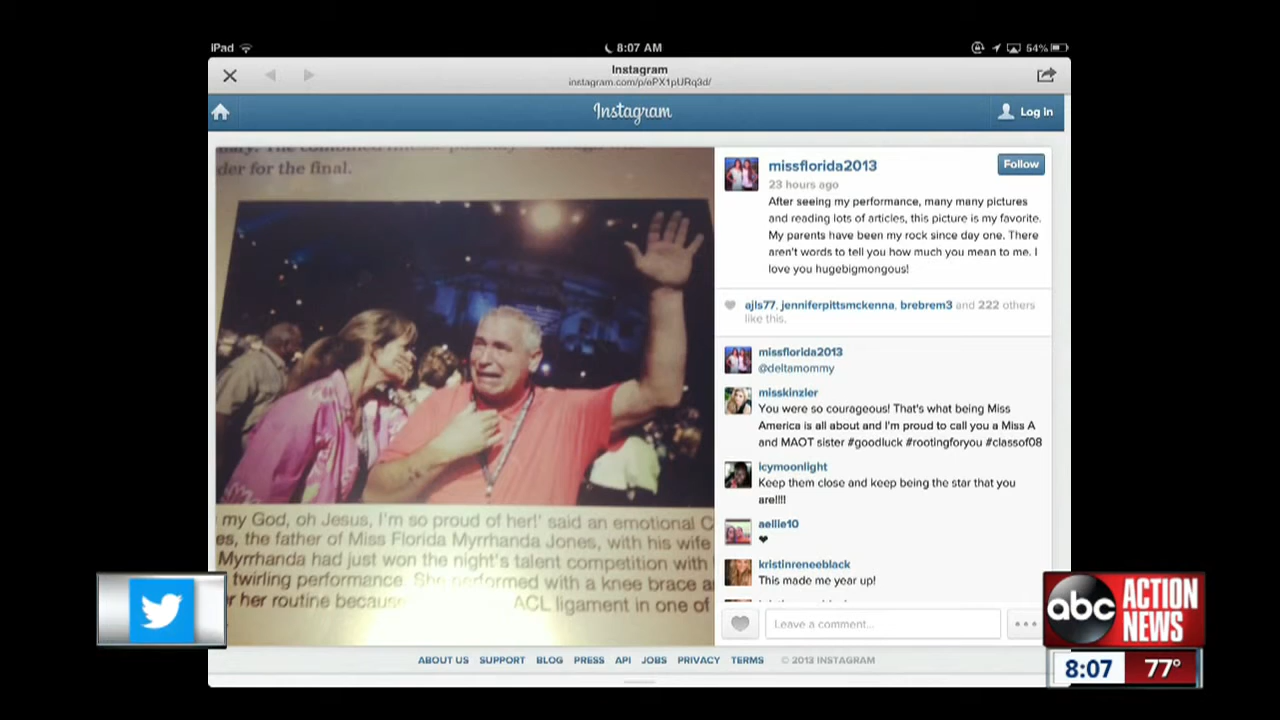 iPad
8:07 AM
54%
Instagram
instagram.com/p/ePX1pURq3d/
Instagram
Log in
der for the final.
missflorida2013
Follow
23 hours ago
After seeing my performance, many many pictures
and reading lots of articles, this picture is my favorite.
My parents have been my rock since day one. There
aren't words to tell you how much you mean to me. I
love you hugebigmongous!
ajls77, jenniferpittsmckenna, brebrem3 and 222 others
like this.
missflorida2013
@deltamommy
misskinzler
You were so courageous! That's what being Miss
America is all about and I'm proud to call you a Miss A
and MAOT sister #goodluck #rootingforyou #classof08
icymoonlight
Keep them close and keep being the star that you
are!!!!
aellie10
❤
kristinreneeblack
This made me year up!
my God, oh Jesus, I'm so proud of her!' said an emotional C
es, the father of Miss Florida Myrrhanda Jones, with his wife
Myrrhanda had just won the night's talent competition with
twirling performance. She performed with a knee brace a
r her routine because ACL ligament in one of
Leave a comment...
ABOUT US SUPPORT BLOG PRESS API JOBS PRIVACY TERMS © 2013 INSTAGRAM
abc ACTION
NEWS
8:07 77°